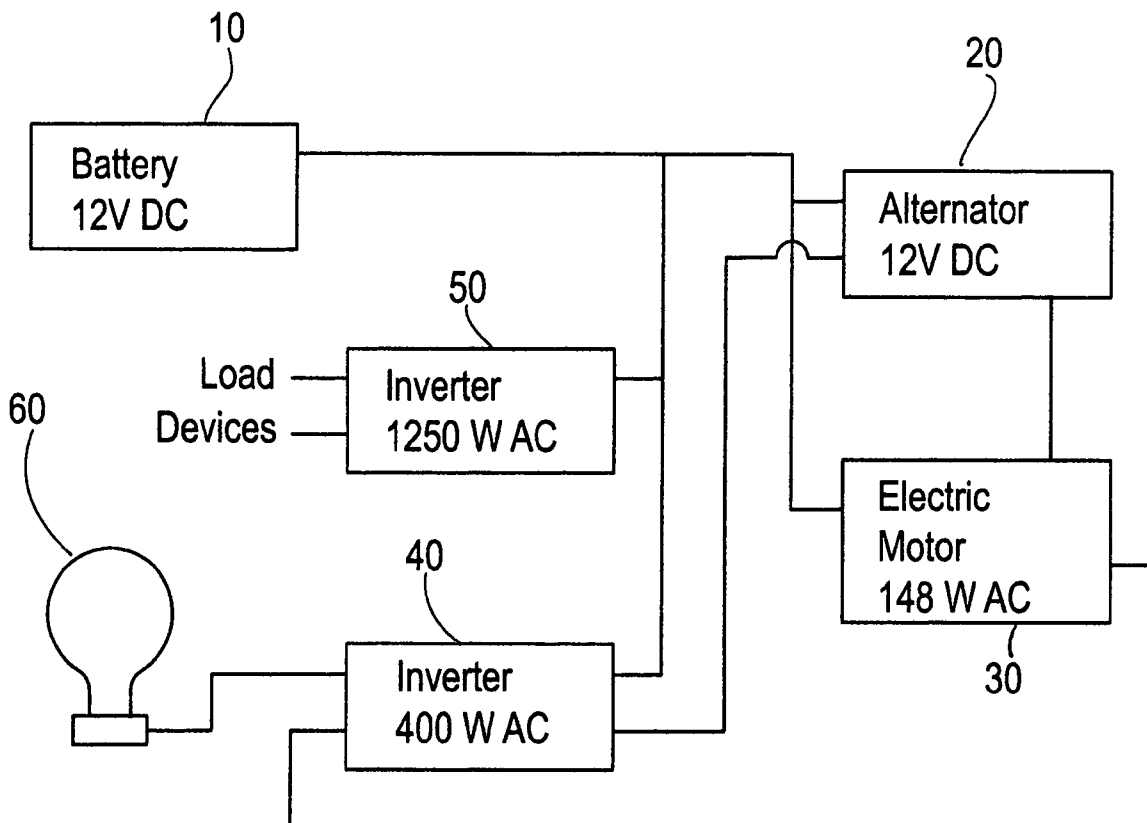 10
20
Battery
12V DC
Alternator
12V DC
50
Load
Devices
Inverter
1250 W AC
60
Electric
Motor
148 W AC
40
30
Inverter
400 W AC